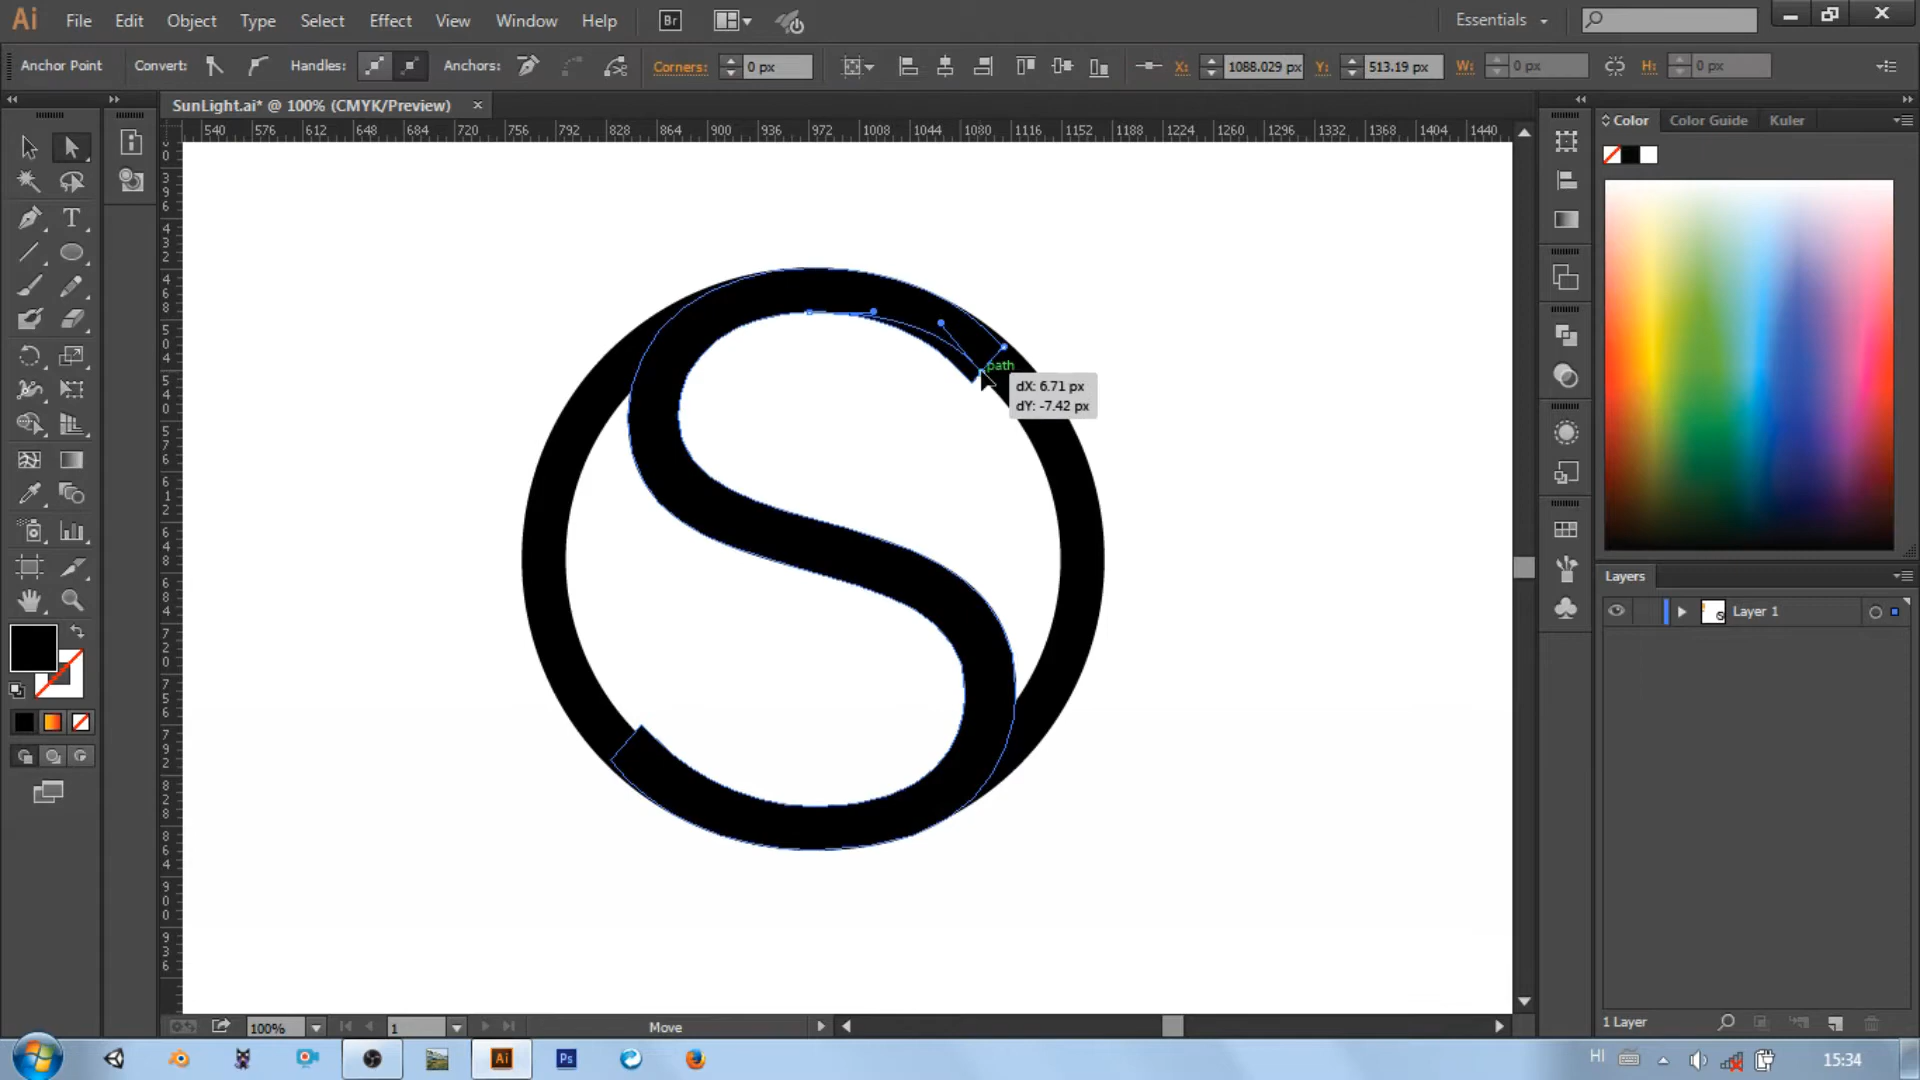 Ai File Edit Object Type Select Effect View Window Help Br Essentials
Anchor Point Convert: Handles: Anchors: Corners: 0 px X: 1088.029 px Y: 513.19 px W: 0 px H: 0 px
SunLight.ai* @ 100% (CMYK/Preview)
540 576 612 648 684 720 756 792 828 864 900 936 972 1008 1044 1080 1116 1152 1188 1224 1260 1296 1332 1368 1404 1440
Color Color Guide Kuler
path
dX: 6.71 px
dY: -7.42 px
S
Layers
Layer 1
1 Layer
100% 1 Move
Ai Ps HI 15:34